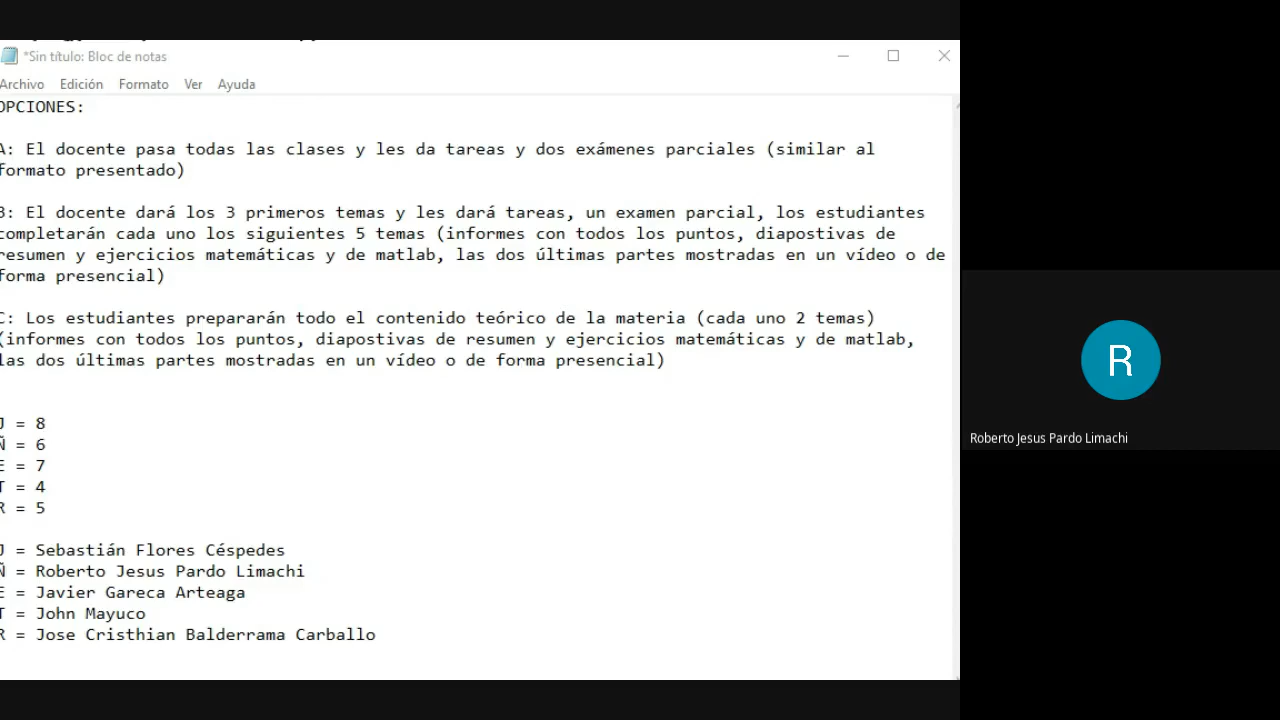 *Sin título: Bloc de notas
Archivo Edición Formato Ver Ayuda
OPCIONES:
A: El docente pasa todas las clases y les da tareas y dos exámenes parciales (similar al
formato presentado)
B: El docente dará los 3 primeros temas y les dará tareas, un examen parcial, los estudiantes
completarán cada uno los siguientes 5 temas (informes con todos los puntos, diapostivas de
resumen y ejercicios matemáticas y de matlab, las dos últimas partes mostradas en un vídeo o de
forma presencial)
C: Los estudiantes prepararán todo el contenido teórico de la materia (cada uno 2 temas)
(informes con todos los puntos, diapostivas de resumen y ejercicios matemáticas y de matlab,
las dos últimas partes mostradas en un vídeo o de forma presencial)
J = 8
Ñ = 6
E = 7
T = 4
R = 5
J = Sebastián Flores Céspedes
Ñ = Roberto Jesus Pardo Limachi
E = Javier Gareca Arteaga
T = John Mayuco
R = Jose Cristhian Balderrama Carballo
R
Roberto Jesus Pardo Limachi